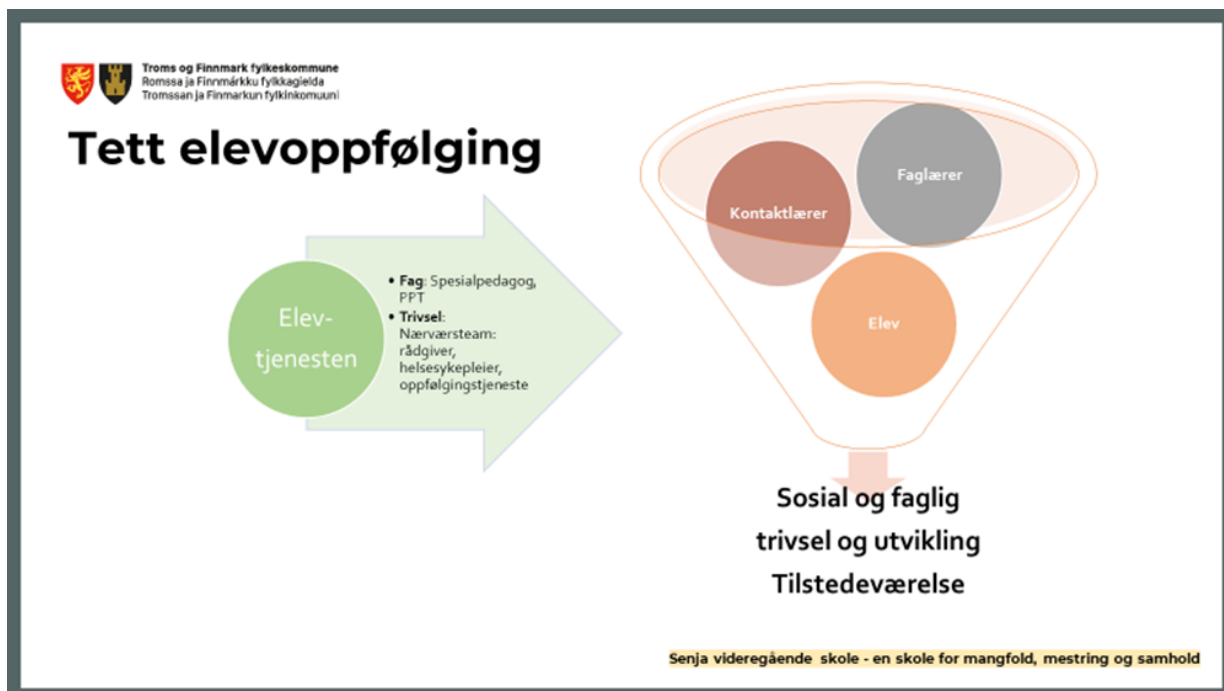 Troms og Finnmark fylkeskommune
Romssa ja Finnmárkku fylkkagielda
Tromssan ja Finmarkun fylkinkomuuni
Tett elevoppfølging
Elev-
tjenesten
• Fag: Spesialpedagog,
PPT
• Trivsel:
Nærværsteam:
rådgiver,
helsesykepleier,
oppfølgingstjeneste
Faglærer
Kontaktlærer
Elev
Sosial og faglig
trivsel og utvikling
Tilstedeværelse
Senja videregående skole - en skole for mangfold, mestring og samhold